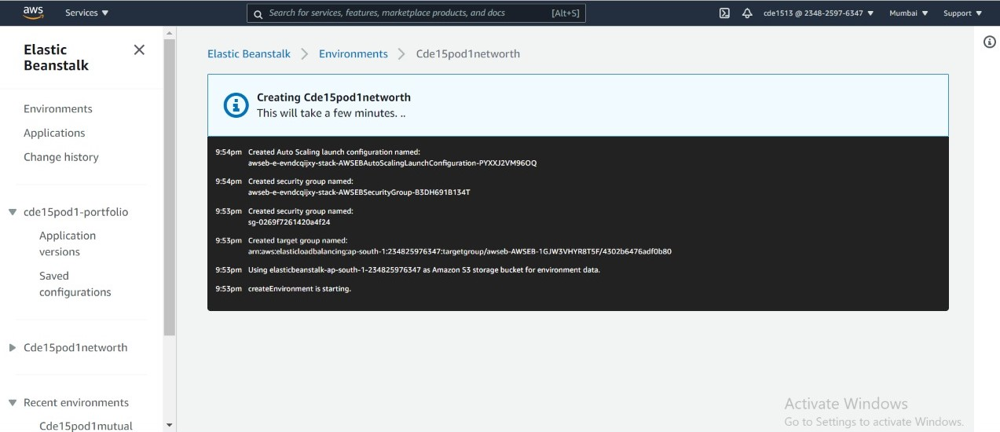 aws
Services ▼
Search for services, features, marketplace products, and docs
[Alt+S]
cde1513 @ 2348-2597-6347 ▼
Mumbai ▼
Support ▼
Elastic
Beanstalk
Environments
Applications
Change history
cde15pod1-portfolio
Application
versions
Saved
configurations
Cde15pod1networth
Recent environments
Cde15pod1mutual
Elastic Beanstalk > Environments > Cde15pod1networth
Creating Cde15pod1networth
This will take a few minutes. ..
9:54pm Created Auto Scaling launch configuration named:
awseb-e-evndcqijxy-stack-AWSEBAutoScalingLaunchConfiguration-PYXXJ2VM96OQ
9:54pm Created security group named:
awseb-e-evndcqijxy-stack-AWSEBSecurityGroup-B3DH691B134T
9:53pm Created security group named:
sg-0269f7261420a4f24
9:53pm Created target group named:
arn:aws:elasticloadbalancing:ap-south-1:234825976347:targetgroup/awseb-AWSEB-1GJW3VHYR8T5F/4302b6476adf0b80
9:53pm Using elasticbeanstalk-ap-south-1-234825976347 as Amazon S3 storage bucket for environment data.
9:53pm createEnvironment is starting.
Activate Windows
Go to Settings to activate Windows.